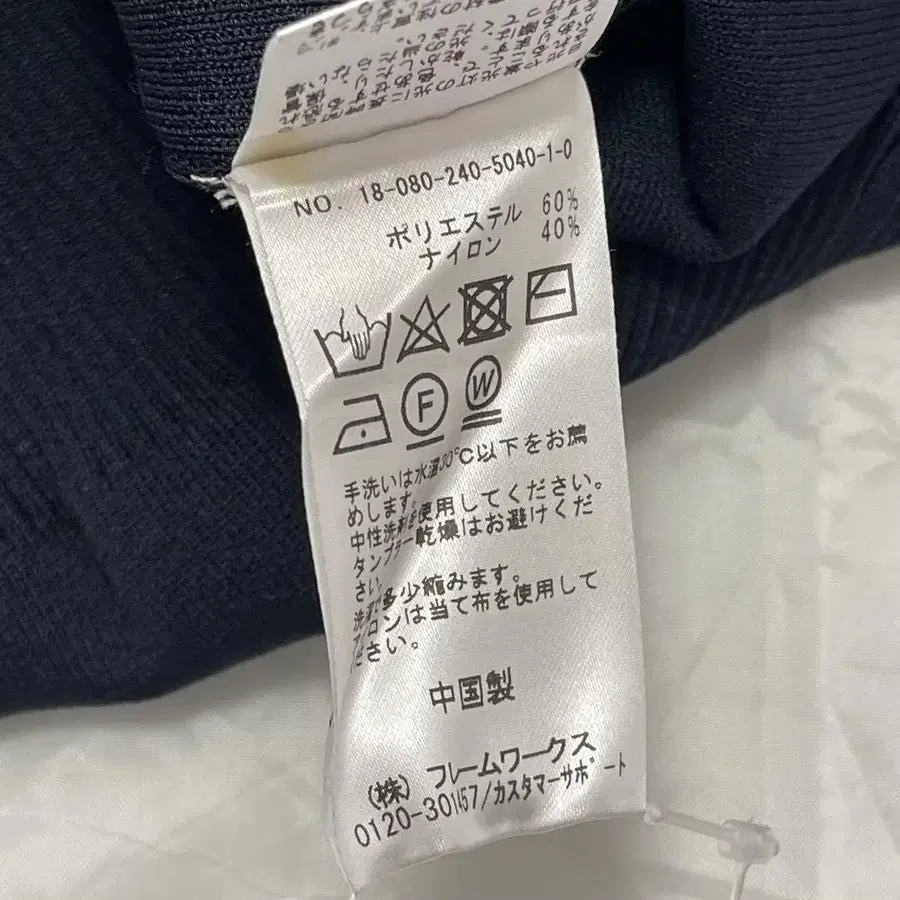 NO. 18-080-240-5040-1-0
ポリエステル 60%
ナイロン 40%
F W
手洗いは水温30℃以下をお薦
めします。
中性洗剤を使用してください。
タンブラー乾燥はお避けくだ
さい。
洗濯で多少縮みます。
アイロンは当て布を使用して
ください。
中国製
(株) フレームワークス
0120-301457/カスタマーサポート